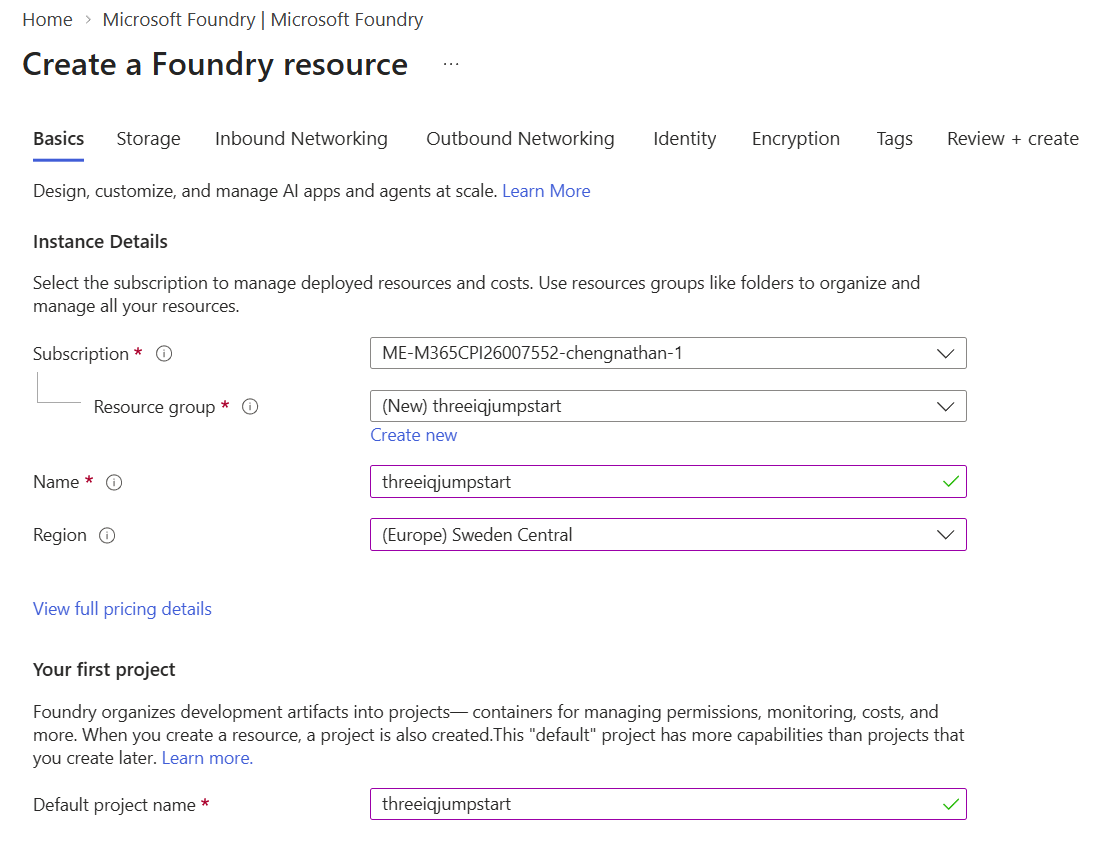 Home > Microsoft Foundry | Microsoft Foundry
Create a Foundry resource ...
Basics Storage Inbound Networking Outbound Networking Identity Encryption Tags Review + create
Design, customize, and manage AI apps and agents at scale. Learn More
Instance Details
Select the subscription to manage deployed resources and costs. Use resources groups like folders to organize and
manage all your resources.
Subscription * ME-M365CPI26007552-chengnathan-1
Resource group * (New) threeiqjumpstart
Create new
Name * threeiqjumpstart
Region (Europe) Sweden Central
View full pricing details
Your first project
Foundry organizes development artifacts into projects— containers for managing permissions, monitoring, costs, and
more. When you create a resource, a project is also created.This "default" project has more capabilities than projects that
you create later. Learn more.
Default project name * threeiqjumpstart